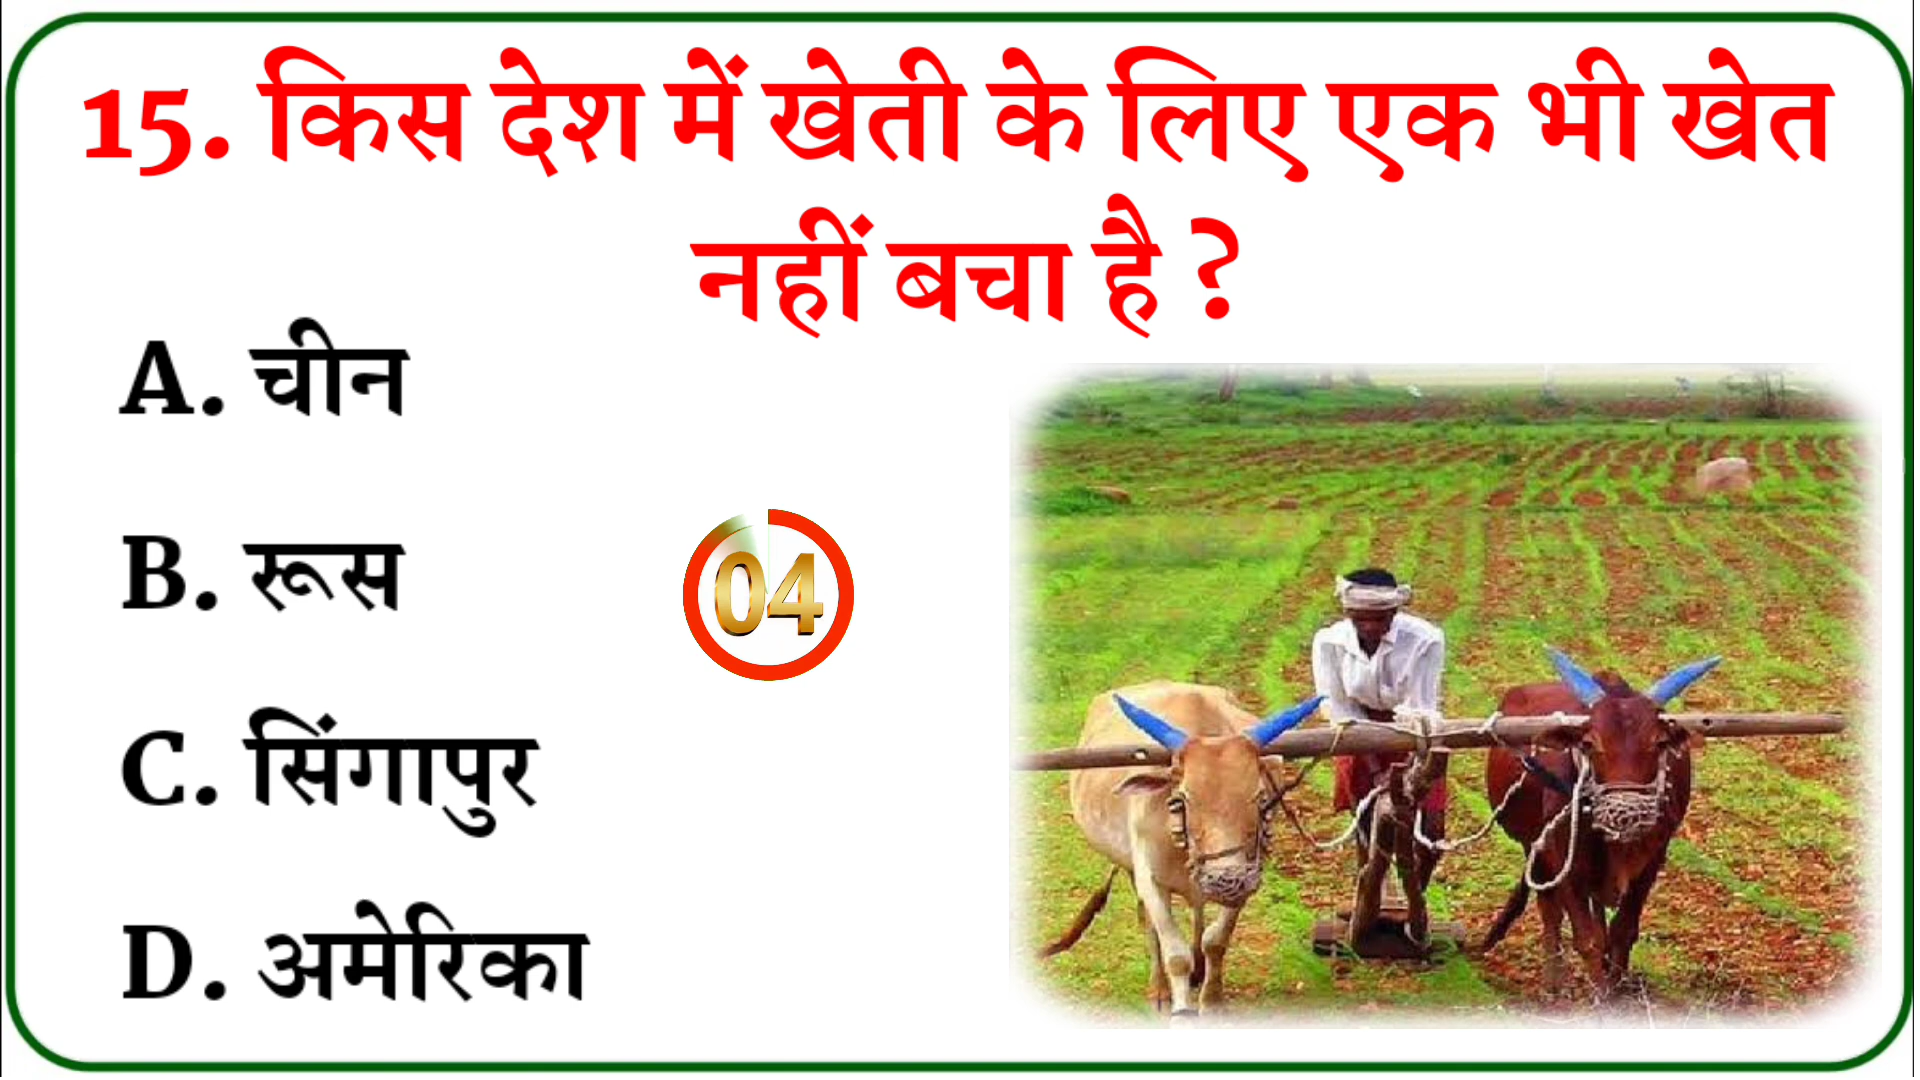 15. किस देश में खेती के लिए एक भी खेत
नहीं बचा है ?
A. चीन
B. रूस
04
C. सिंगापुर
D. अमेरिका